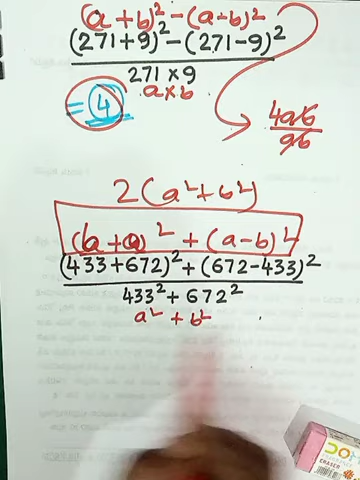 (a+b)²-(a-b)²
(271+9)²-(271-9)²
271 × 9
a×b
= 4
4ab
ab
2(a²+b²)
(b+a)² + (a-b)²
(433+672)²+(672-433)²
433²+672²
a² + b²
ERASER